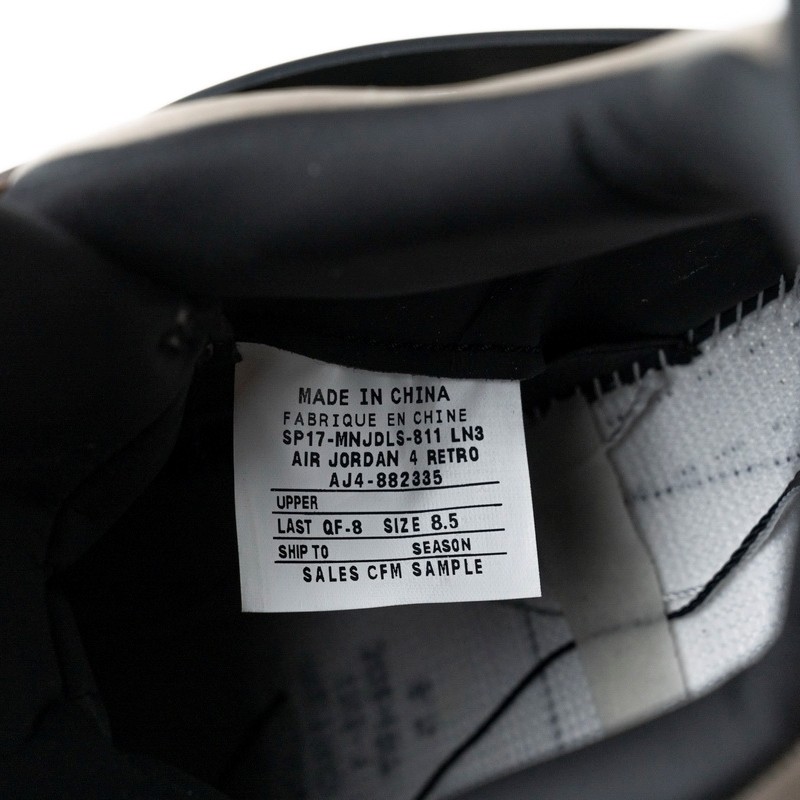 MADE IN CHINA
FABRIQUE EN CHINE
SP17-MNJDLS-811 LN3
AIR JORDAN 4 RETRO
AJ4-882335
UPPER
LAST QF-8 SIZE 8.5
SHIP TO SEASON
SALES CFM SAMPLE